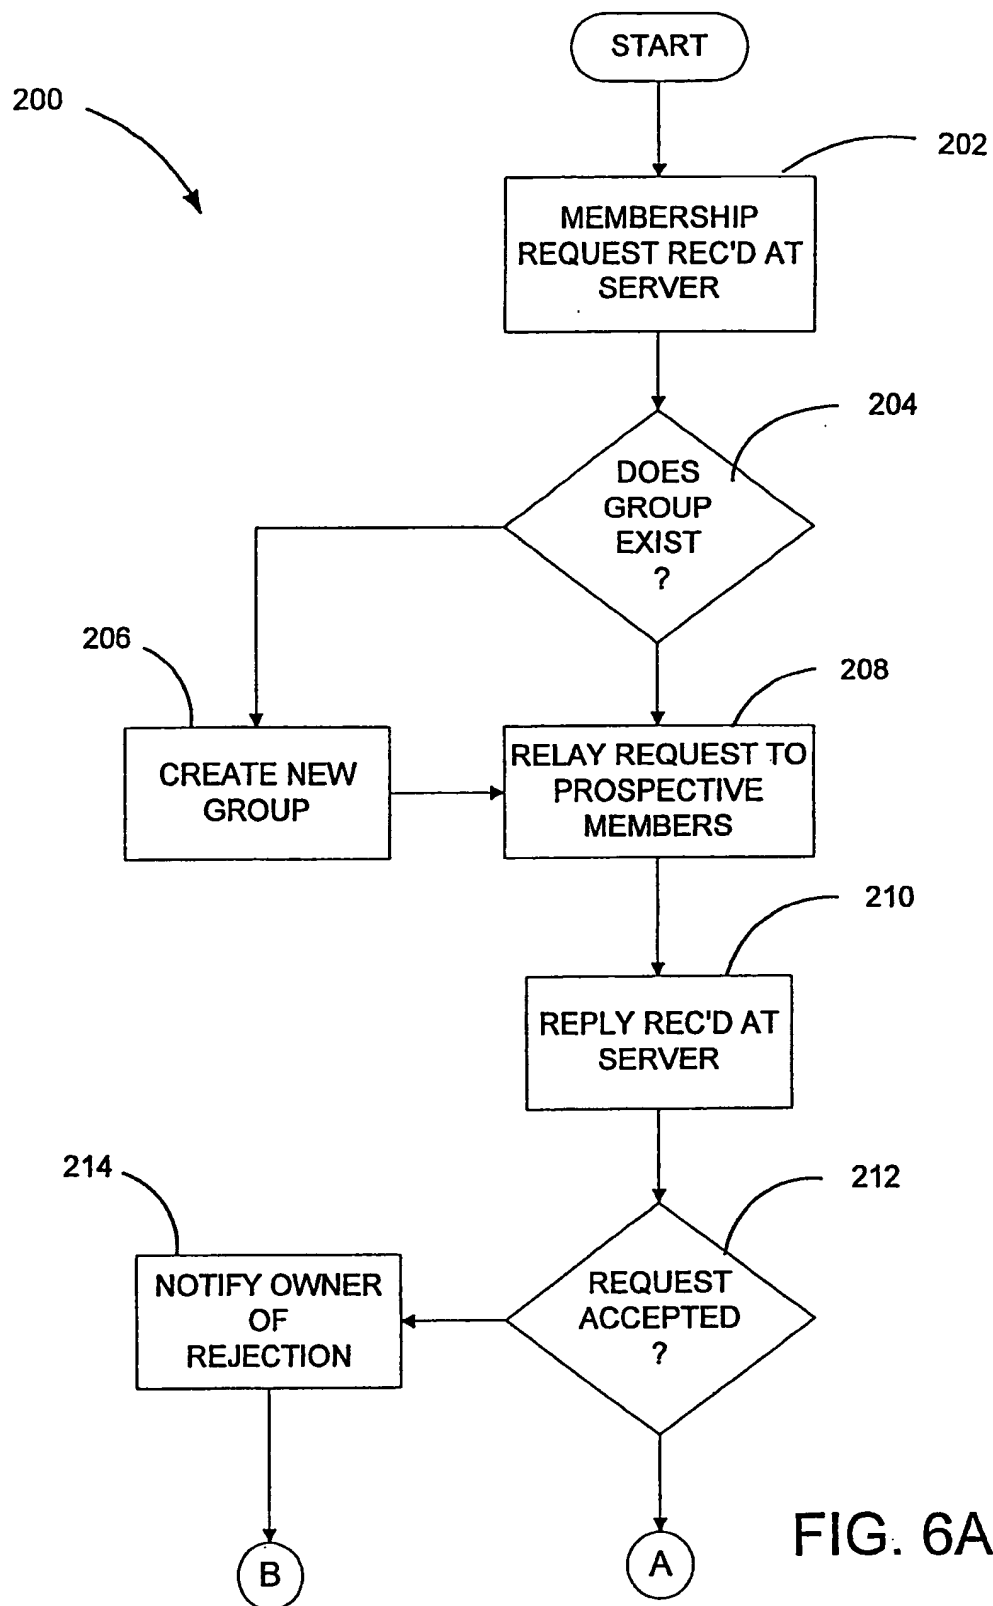 START
200
202
MEMBERSHIP
REQUEST REC'D AT
SERVER
204
DOES
GROUP
EXIST
?
206
208
CREATE NEW
GROUP
RELAY REQUEST TO
PROSPECTIVE
MEMBERS
210
REPLY REC'D AT
SERVER
214
212
NOTIFY OWNER
OF
REJECTION
REQUEST
ACCEPTED
?
B
A
FIG. 6A